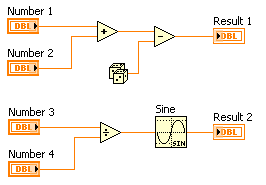 Number 1
DBL
Result 1
DBL
+
−
Number 2
DBL
Number 3
DBL
Sine
SIN
Result 2
DBL
÷
Number 4
DBL